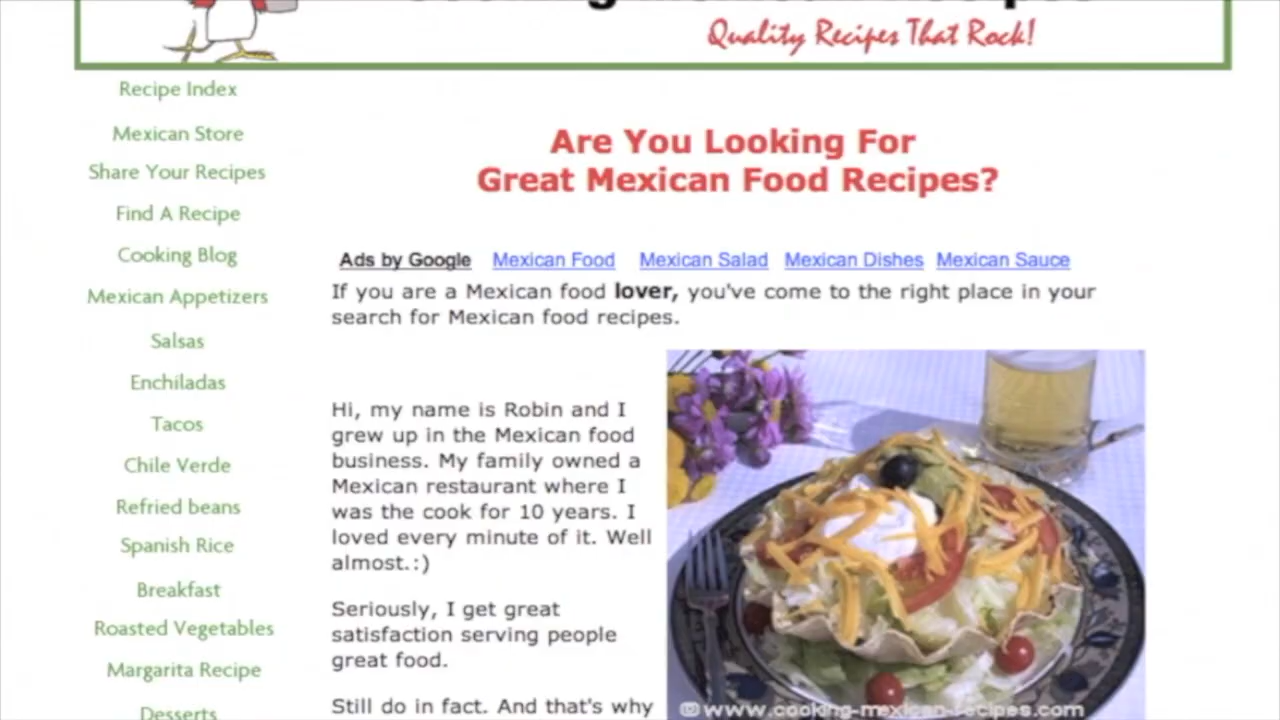 Cooking Mexican Recipes
Quality Recipes That Rock!
Recipe Index
Mexican Store
Share Your Recipes
Find A Recipe
Cooking Blog
Mexican Appetizers
Salsas
Enchiladas
Tacos
Chile Verde
Refried beans
Spanish Rice
Breakfast
Roasted Vegetables
Margarita Recipe
Desserts
Are You Looking For
Great Mexican Food Recipes?
Ads by Google Mexican Food Mexican Salad Mexican Dishes Mexican Sauce
If you are a Mexican food lover, you've come to the right place in your
search for Mexican food recipes.
Hi, my name is Robin and I
grew up in the Mexican food
business. My family owned a
Mexican restaurant where I
was the cook for 10 years. I
loved every minute of it. Well
almost.:)
Seriously, I get great
satisfaction serving people
great food.
Still do in fact. And that's why
© www.cooking-mexican-recipes.com